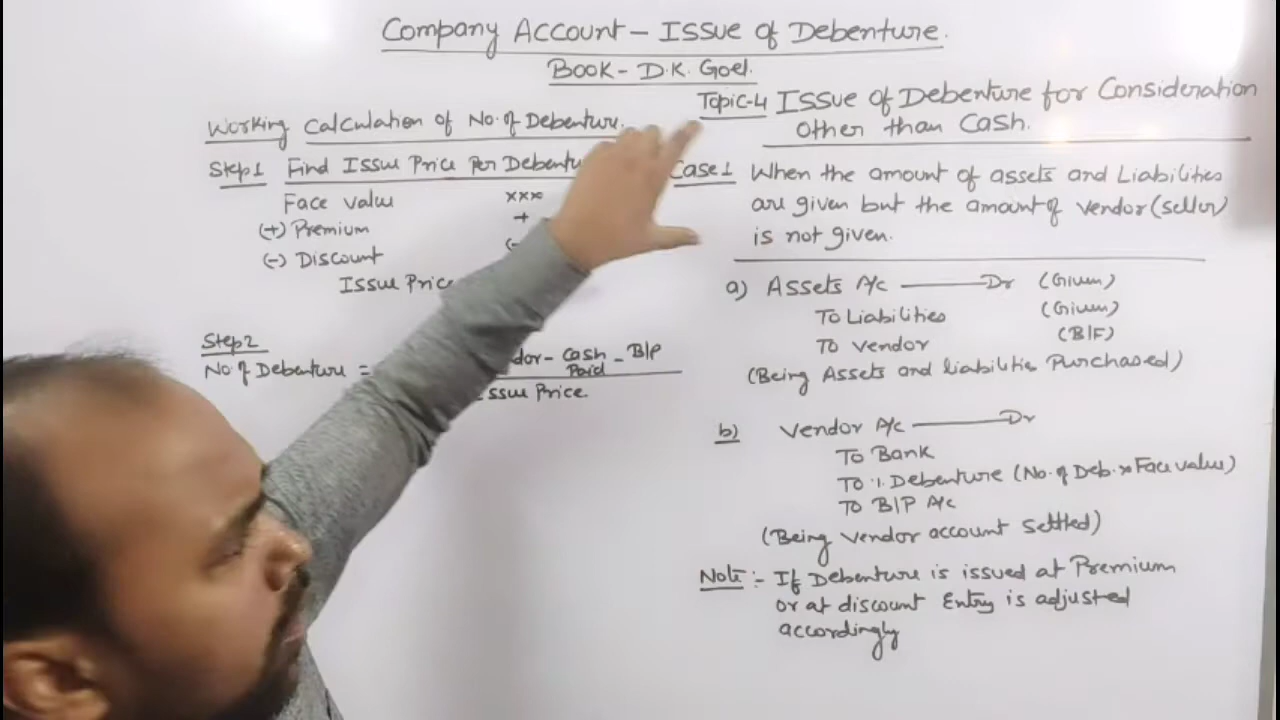 Company Account - Issue of Debenture.
Book - D.K. Goel.
Working Calculation of No. of Debenture.
Step 1 Find Issue Price Per Debentu
Face value xxx
(+) Premium +
(-) Discount (-
Issue Pric
Step 2
No. of Debenture = dor - Cash Paid - B/P
ssue Price.
Topic-4 Issue of Debenture for Consideration
Other than Cash.
Case 1 When the amount of assets and Liabilities
are given but the amount of vendor (seller)
is not given.
a) Assets A/c ——— Dr (Given)
To Liabilities (Given)
To vendor (B/F)
(Being Assets and liabilities Purchased)
b) Vendor A/c ——— Dr
To Bank
To % Debenture (No. of Deb. x Face value)
To B/P A/c
(Being Vendor account settled)
Note :- If Debenture is issued at Premium
or at discount Entry is adjusted
accordingly